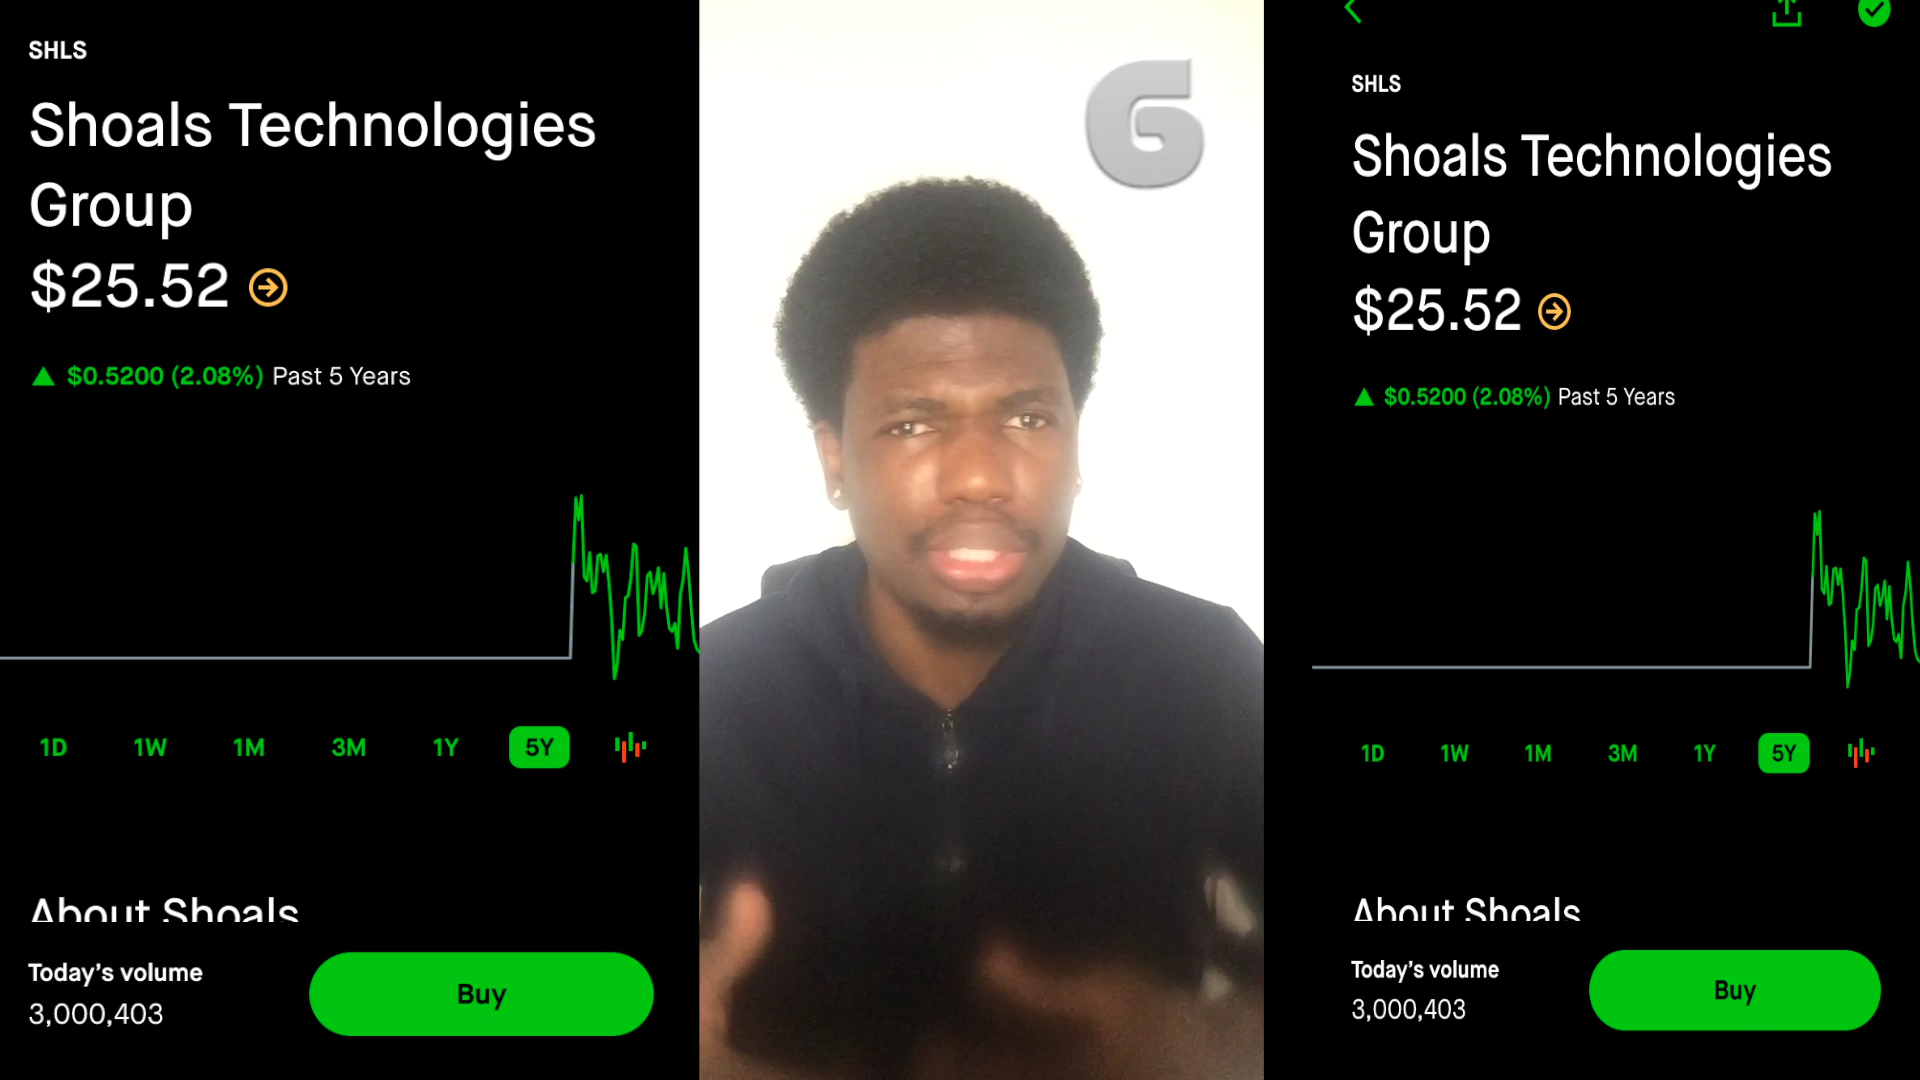 SHLS
Shoals Technologies
Group
$25.52
$0.5200 (2.08%) Past 5 Years
1D 1W 1M 3M 1Y 5Y
About Shoals
Today's volume
3,000,403
Buy
G
SHLS
Shoals Technologies
Group
$25.52
$0.5200 (2.08%) Past 5 Years
1D 1W 1M 3M 1Y 5Y
About Shoals
Today's volume
3,000,403
Buy